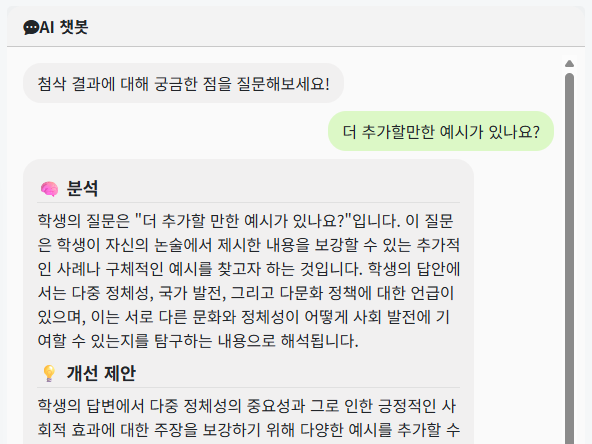 AI 챗봇
첨삭 결과에 대해 궁금한 점을 질문해보세요!
더 추가할만한 예시가 있나요?
분석
학생의 질문은 "더 추가할 만한 예시가 있나요?"입니다. 이 질문
은 학생이 자신의 논술에서 제시한 내용을 보강할 수 있는 추가적
인 사례나 구체적인 예시를 찾고자 하는 것입니다. 학생의 답안에
서는 다중 정체성, 국가 발전, 그리고 다문화 정책에 대한 언급이
있으며, 이는 서로 다른 문화와 정체성이 어떻게 사회 발전에 기
여할 수 있는지를 탐구하는 내용으로 해석됩니다.
개선 제안
학생의 답변에서 다중 정체성의 중요성과 그로 인한 긍정적인 사
회적 효과에 대한 주장을 보강하기 위해 다양한 예시를 추가할 수